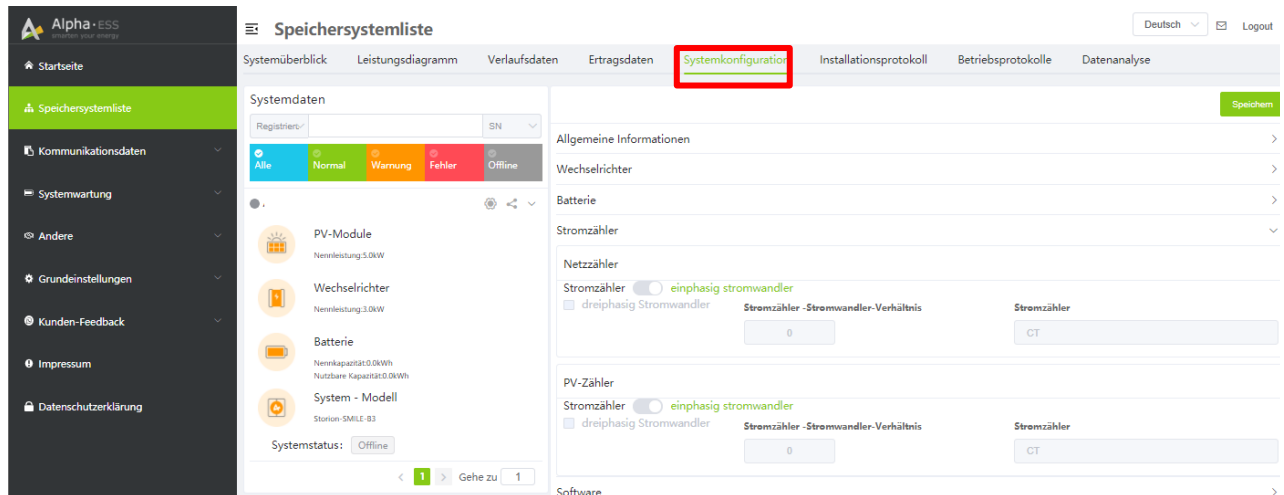 Alpha·ESS
smarten your energy
Speichersystemliste
Deutsch
Logout
Startseite
Speichersystemliste
Kommunikationsdaten
Systemwartung
Andere
Grundeinstellungen
Kunden-Feedback
Impressum
Datenschutzerklärung
Systemüberblick Leistungsdiagramm Verlaufsdaten Ertragsdaten Systemkonfiguration Installationsprotokoll Betriebsprotokolle Datenanalyse
Systemdaten
Registriert SN
Alle Normal Warnung Fehler Offline
PV-Module
Nennleistung:5.0kW
Wechselrichter
Nennleistung:3.0kW
Batterie
Nennkapazität:0.0kWh
Nutzbare Kapazität:0.0kWh
System - Modell
Storion-SMILE-B3
Systemstatus: Offline
< 1 > Gehe zu 1
Speichern
Allgemeine Informationen
Wechselrichter
Batterie
Stromzähler
Netzzähler
Stromzähler einphasig stromwandler
dreiphasig Stromwandler Stromzähler -Stromwandler-Verhältnis Stromzähler
0 CT
PV-Zähler
Stromzähler einphasig stromwandler
dreiphasig Stromwandler Stromzähler -Stromwandler-Verhältnis Stromzähler
0 CT
Software